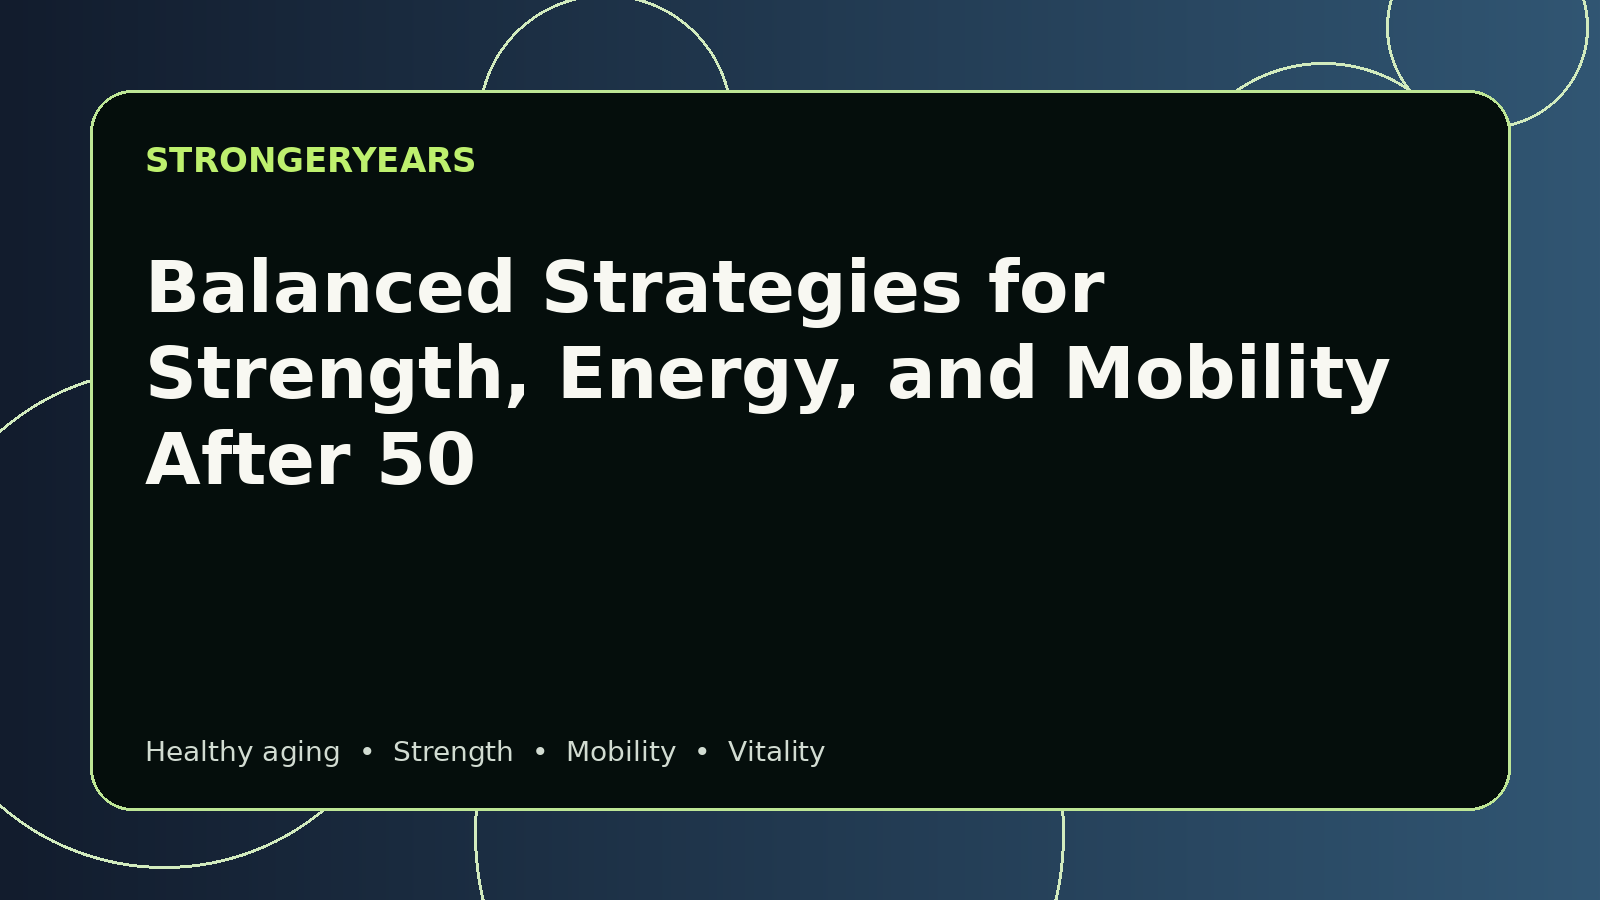 STRONGERYEARS
Balanced Strategies for
Strength, Energy, and Mobility
After 50
Healthy aging • Strength • Mobility • Vitality